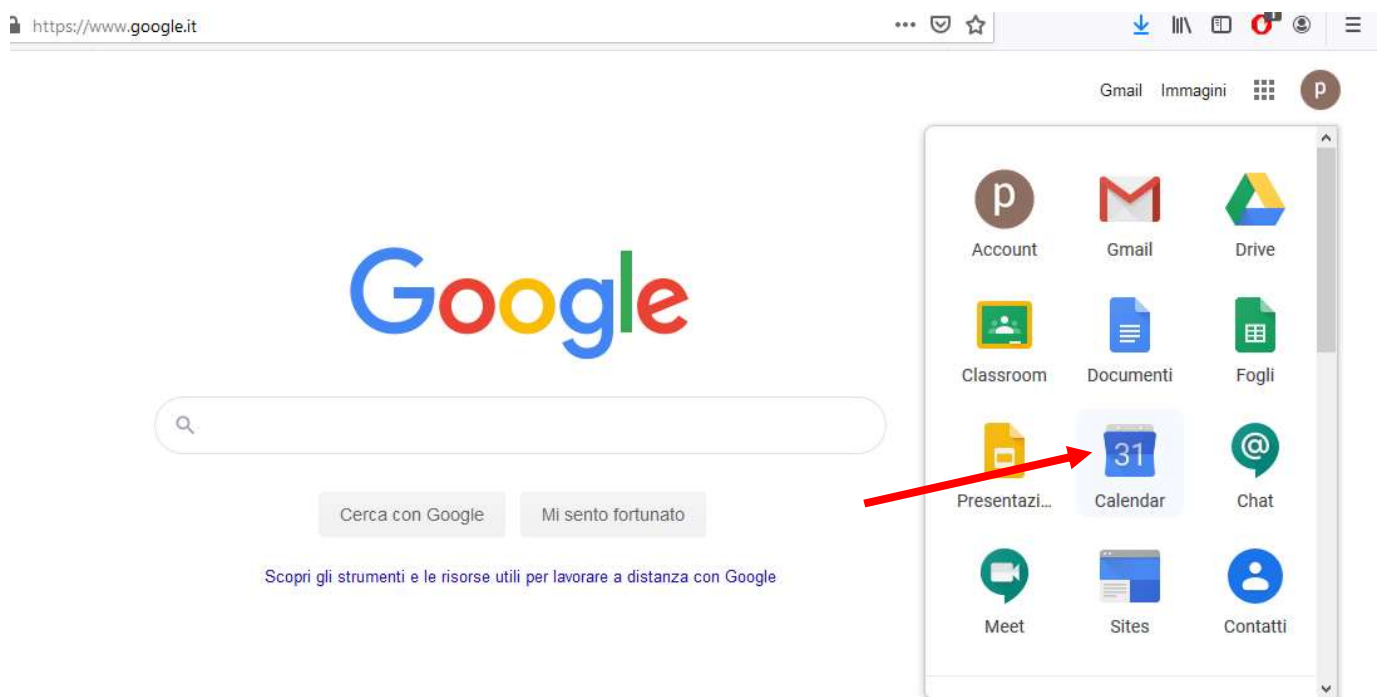 https://www.google.it
Gmail Immagini
p
Google
p
Account Gmail Drive
Classroom Documenti Fogli
31
Presentazi... Calendar Chat
Meet Sites Contatti
Cerca con Google Mi sento fortunato
Scopri gli strumenti e le risorse utili per lavorare a distanza con Google